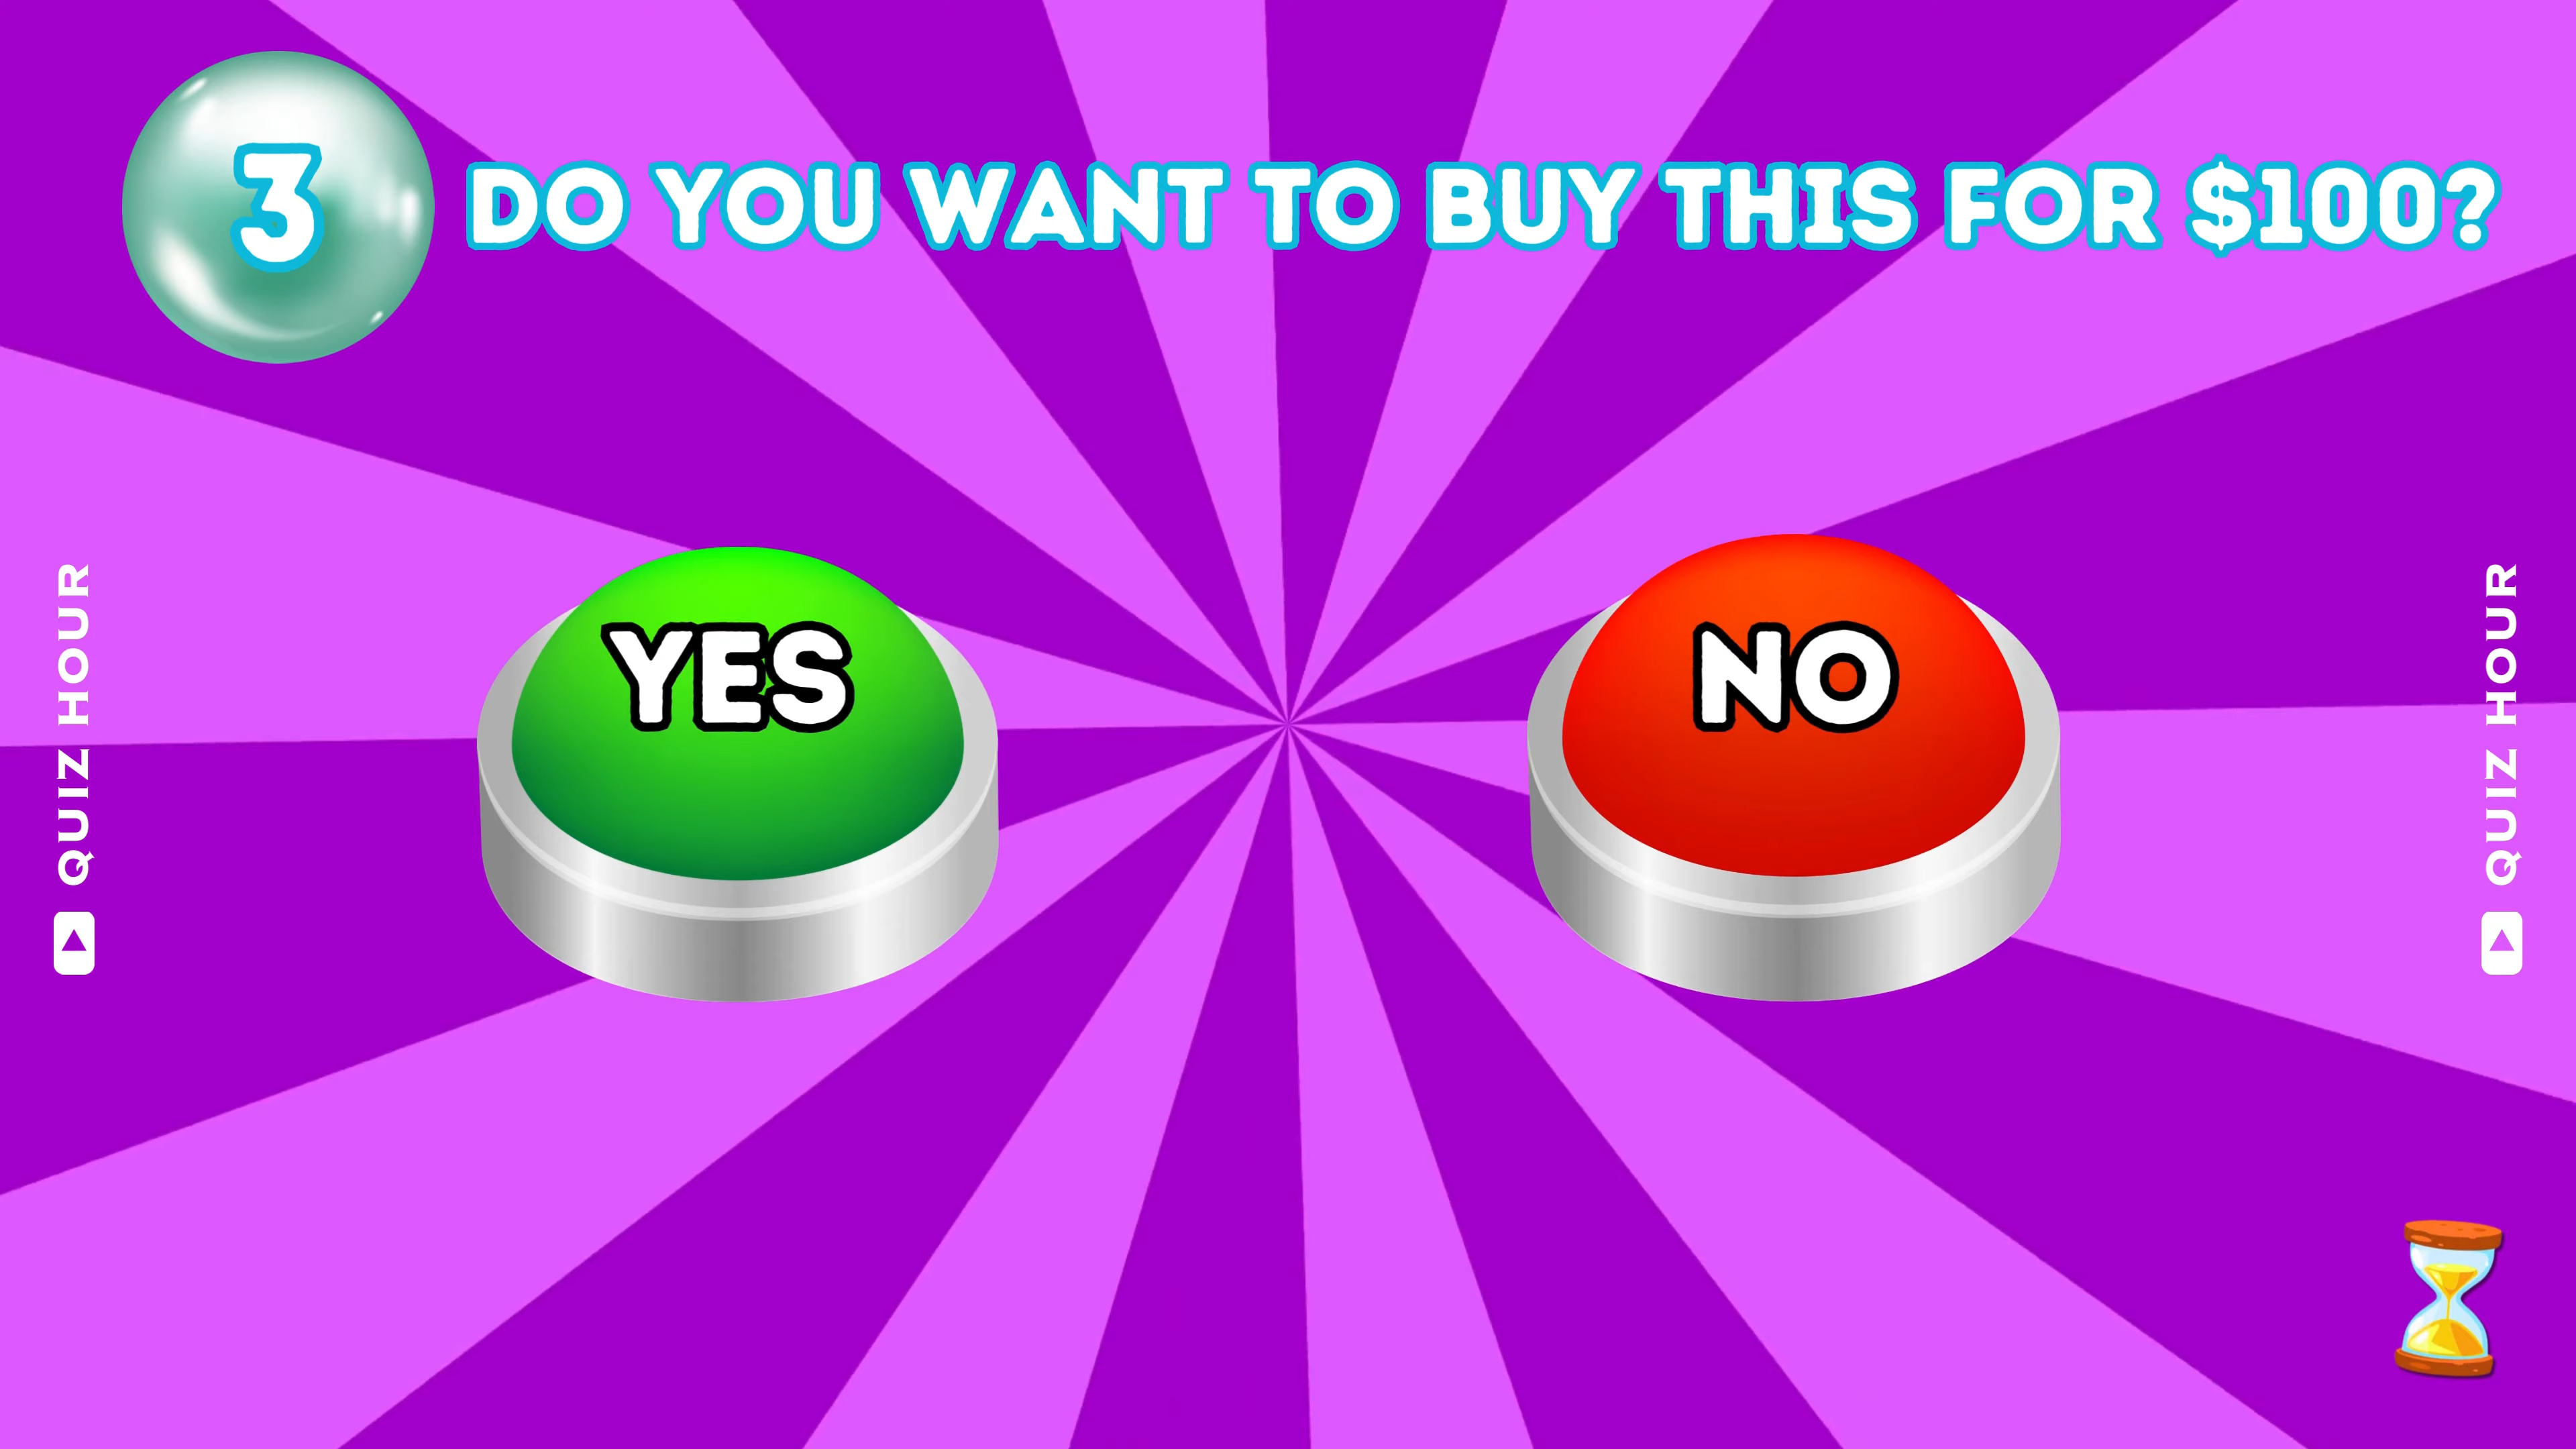 3
DO YOU WANT TO BUY THIS FOR $100?
QUIZ HOUR
YES
NO
QUIZ HOUR